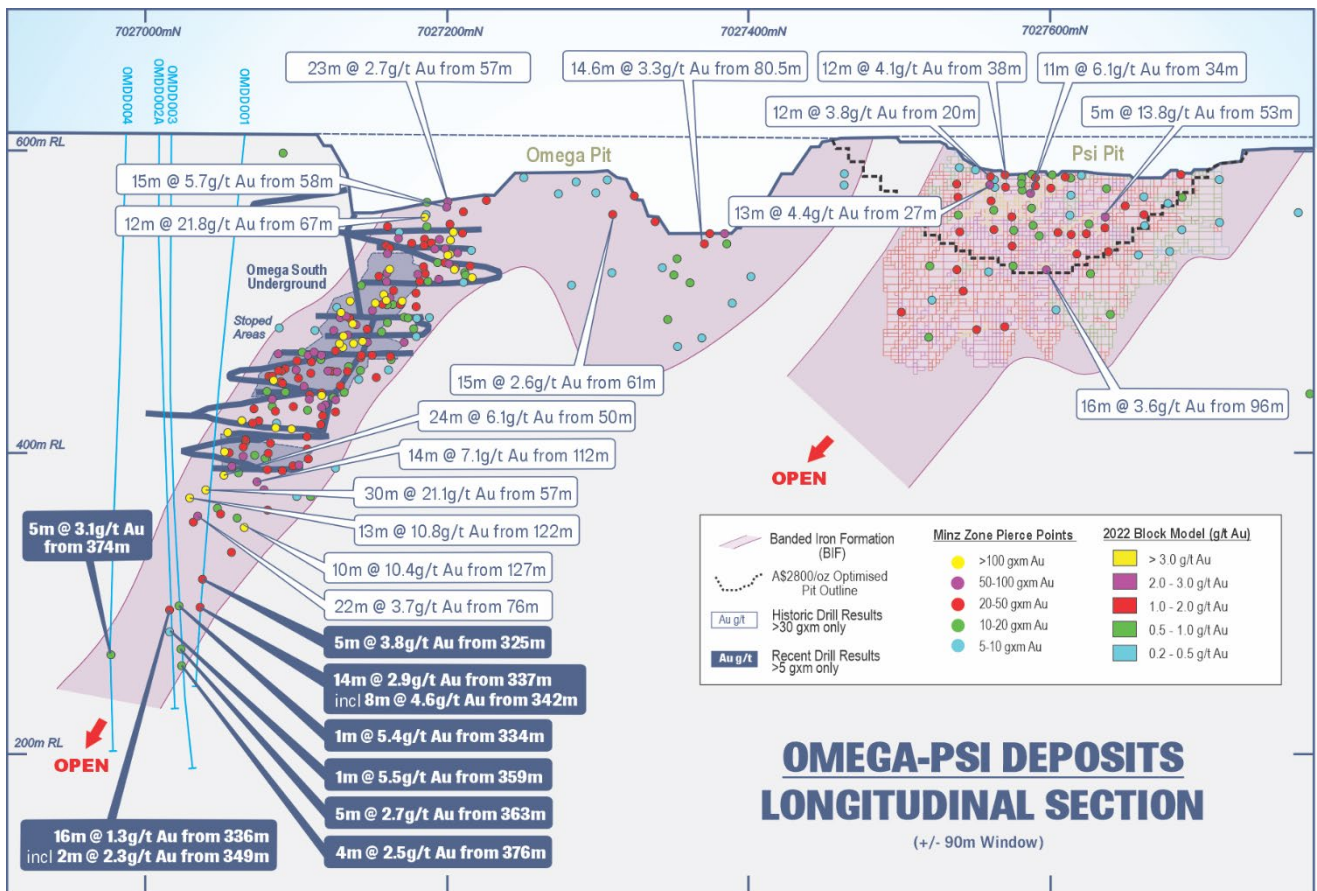 7027000mN
7027200mN
7027400mN
7027600mN
OMDD004
OMDD002A
OMDD003
OMDD001
23m @ 2.7g/t Au from 57m
14.6m @ 3.3g/t Au from 80.5m
12m @ 4.1g/t Au from 38m
11m @ 6.1g/t Au from 34m
12m @ 3.8g/t Au from 20m
5m @ 13.8g/t Au from 53m
600m RL
Omega Pit
Psi Pit
15m @ 5.7g/t Au from 58m
12m @ 21.8g/t Au from 67m
13m @ 4.4g/t Au from 27m
Omega South
Underground
Stoped
Areas
15m @ 2.6g/t Au from 61m
16m @ 3.6g/t Au from 96m
24m @ 6.1g/t Au from 50m
400m RL
14m @ 7.1g/t Au from 112m
OPEN
30m @ 21.1g/t Au from 57m
13m @ 10.8g/t Au from 122m
5m @ 3.1g/t Au
from 374m
10m @ 10.4g/t Au from 127m
22m @ 3.7g/t Au from 76m
5m @ 3.8g/t Au from 325m
14m @ 2.9g/t Au from 337m
incl 8m @ 4.6g/t Au from 342m
1m @ 5.4g/t Au from 334m
1m @ 5.5g/t Au from 359m
5m @ 2.7g/t Au from 363m
4m @ 2.5g/t Au from 376m
200m RL
OPEN
16m @ 1.3g/t Au from 336m
incl 2m @ 2.3g/t Au from 349m
Banded Iron Formation
(BIF)
A$2800/oz Optimised
Pit Outline
Au g/t
Historic Drill Results
>30 gxm only
Au g/t
Recent Drill Results
>5 gxm only
Minz Zone Pierce Points
>100 gxm Au
50-100 gxm Au
20-50 gxm Au
10-20 gxm Au
5-10 gxm Au
2022 Block Model (g/t Au)
> 3.0 g/t Au
2.0 - 3.0 g/t Au
1.0 - 2.0 g/t Au
0.5 - 1.0 g/t Au
0.2 - 0.5 g/t Au
OMEGA-PSI DEPOSITS
LONGITUDINAL SECTION
(+/- 90m Window)